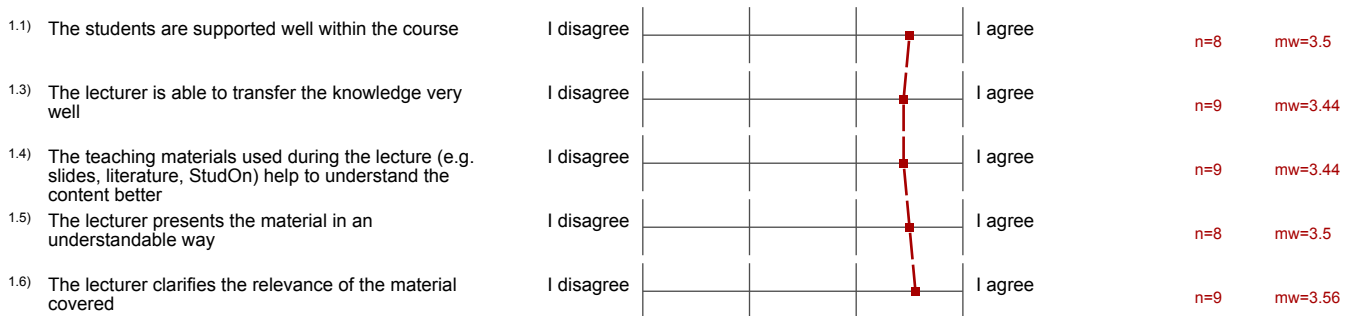 1.1) The students are supported well within the course I disagree I agree n=8 mw=3.5
1.3) The lecturer is able to transfer the knowledge very I disagree I agree n=9 mw=3.44
well
1.4) The teaching materials used during the lecture (e.g. I disagree I agree n=9 mw=3.44
slides, literature, StudOn) help to understand the
content better
1.5) The lecturer presents the material in an I disagree I agree n=8 mw=3.5
understandable way
1.6) The lecturer clarifies the relevance of the material I disagree I agree n=9 mw=3.56
covered